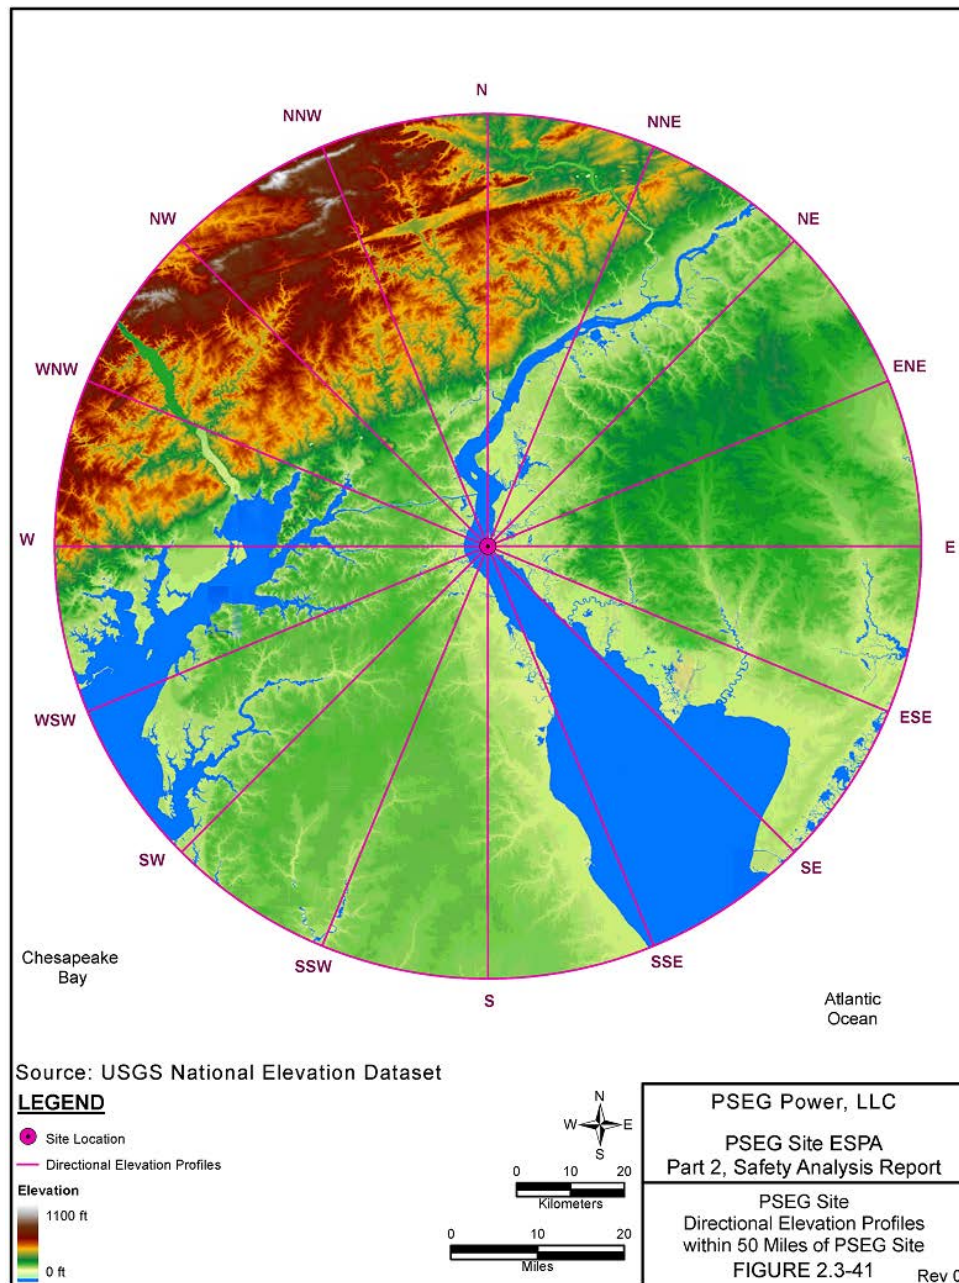 N
NNW
NNE
NW
NE
WNW
ENE
W
E
WSW
ESE
SW
SE
SSW
SSE
S
Chesapeake
Bay
Atlantic
Ocean
Source: USGS National Elevation Dataset
LEGEND
Site Location
Directional Elevation Profiles
Elevation
1100 ft
0 ft
N
W E
S
0 10 20
Kilometers
0 10 20
Miles
PSEG Power, LLC
PSEG Site ESPA
Part 2, Safety Analysis Report
PSEG Site
Directional Elevation Profiles
within 50 Miles of PSEG Site
FIGURE 2.3-41 Rev 0